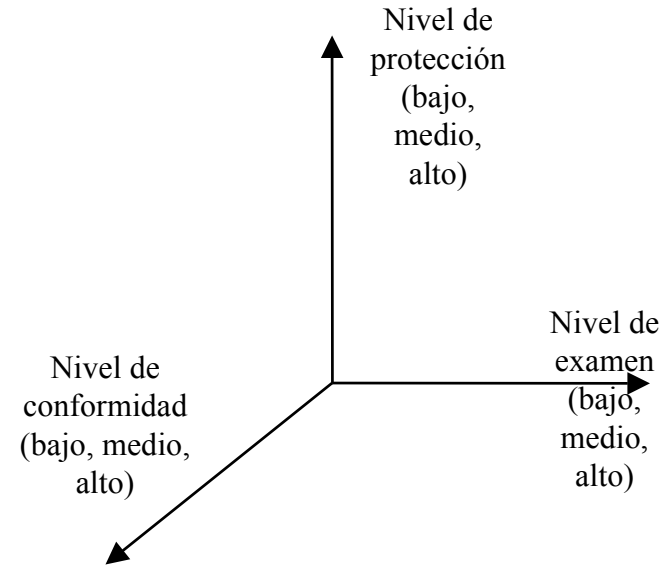 Nivel de
protección
(bajo,
medio,
alto)
Nivel de
examen
(bajo,
medio,
alto)
Nivel de
conformidad
(bajo, medio,
alto)